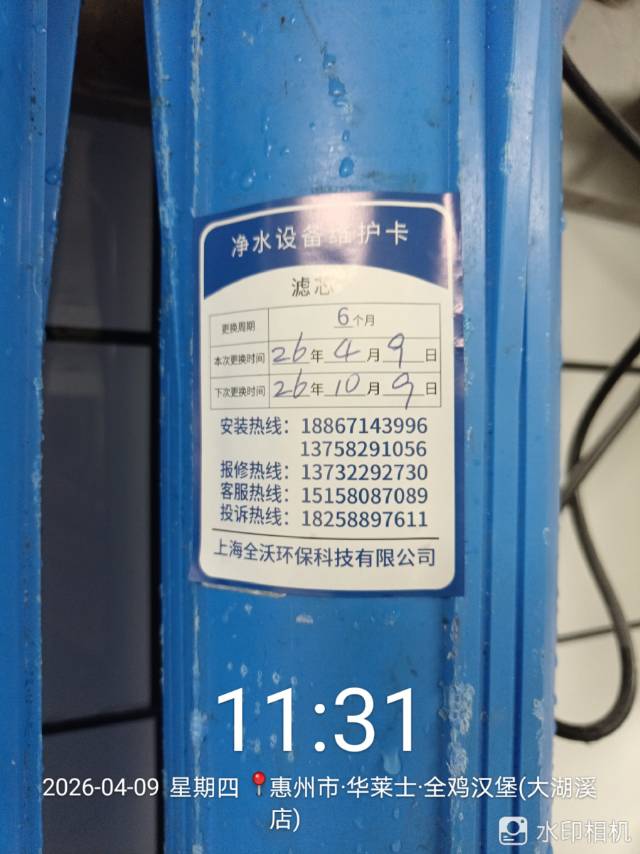 净水设备维护卡
滤芯
更换周期 6个月
本次更换时间 26年4月9日
下次更换时间 26年10月9日
安装热线：18867143996
13758291056
报修热线：13732292730
客服热线：15158087089
投诉热线：18258897611
上海全沃环保科技有限公司
11:31
2026-04-09 星期四 惠州市·华莱士·全鸡汉堡(大湖溪
店)
水印相机